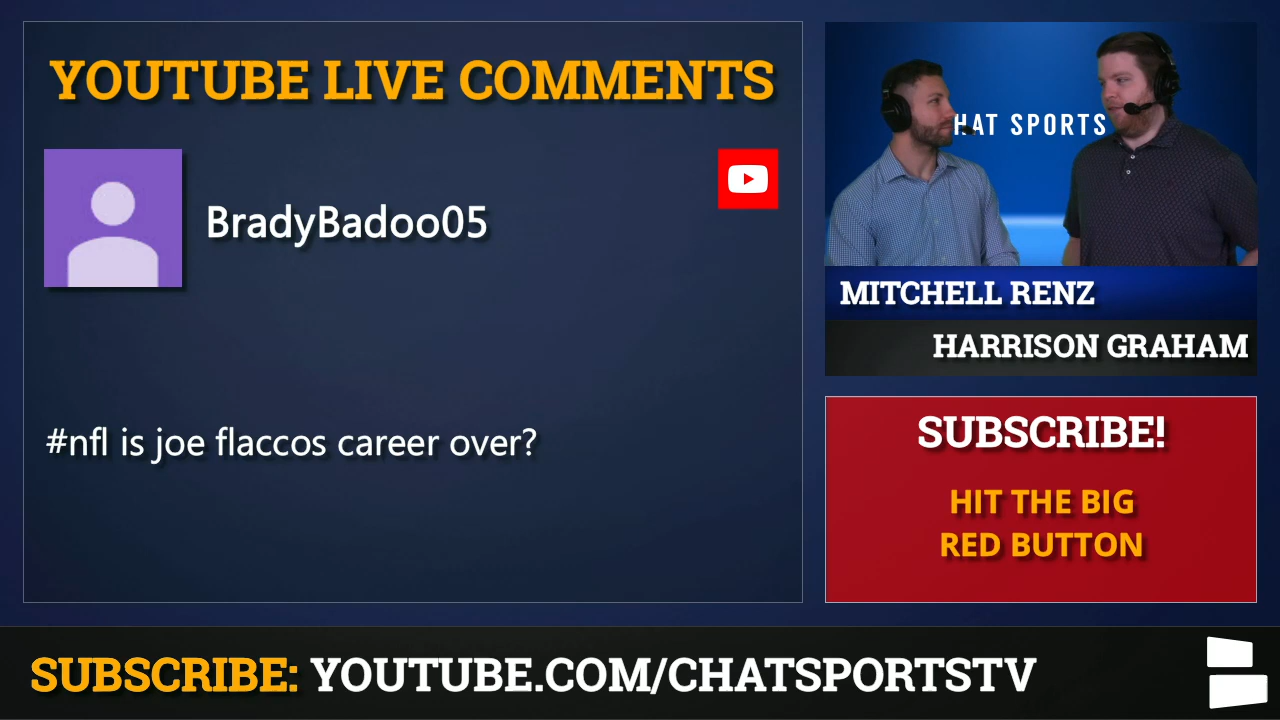 YOUTUBE LIVE COMMENTS
BradyBadoo05
#nfl is joe flaccos career over?
HAT SPORTS
MITCHELL RENZ
HARRISON GRAHAM
SUBSCRIBE!
HIT THE BIG
RED BUTTON
SUBSCRIBE: YOUTUBE.COM/CHATSPORTSTV